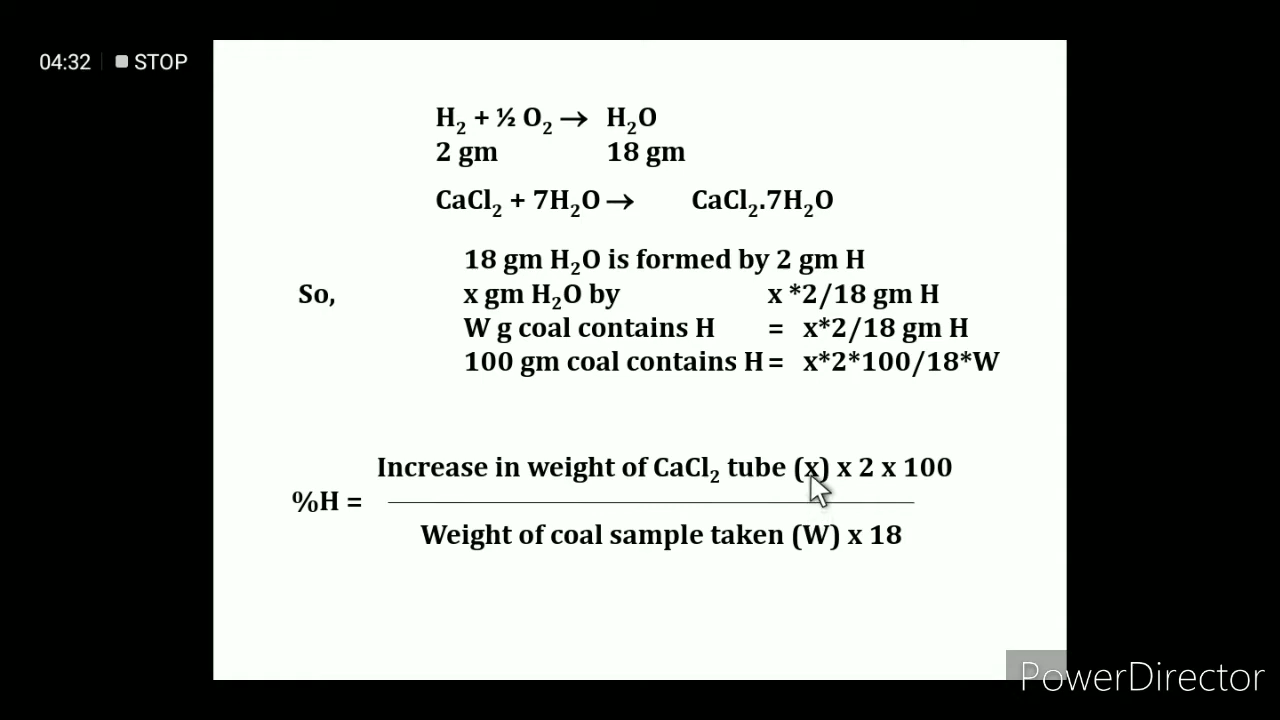 04:32 STOP
H₂ + ½ O₂ → H₂O
2 gm 18 gm
CaCl₂ + 7H₂O → CaCl₂.7H₂O
18 gm H₂O is formed by 2 gm H
So, x gm H₂O by x *2/18 gm H
W g coal contains H = x*2/18 gm H
100 gm coal contains H = x*2*100/18*W
Increase in weight of CaCl₂ tube (x) x 2 x 100
%H =
Weight of coal sample taken (W) x 18
PowerDirector